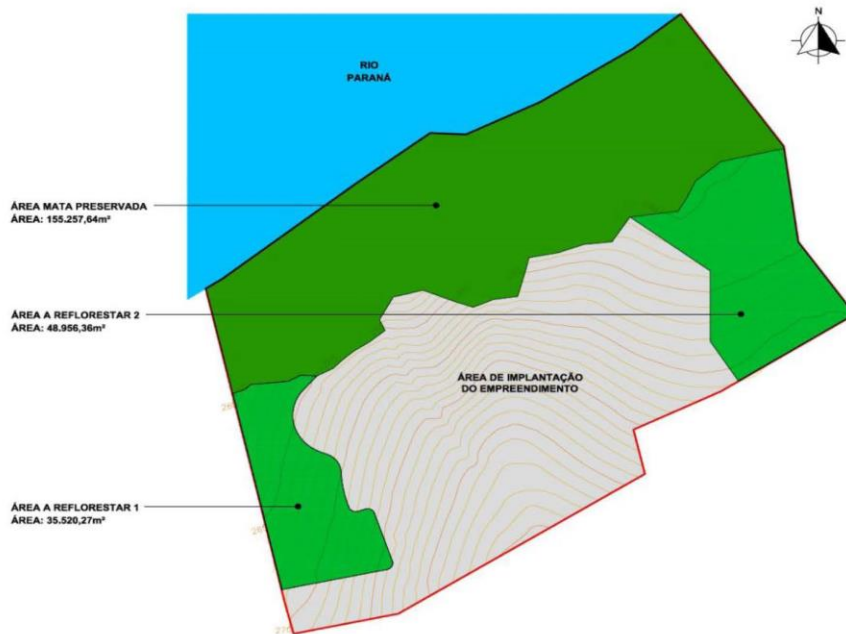 N
RIO
PARANÁ
ÁREA MATA PRESERVADA
ÁREA: 155.257,64m²
ÁREA A REFLORESTAR 2
ÁREA: 48.956,36m²
ÁREA DE IMPLANTAÇÃO
DO EMPREENDIMENTO
ÁREA A REFLORESTAR 1
ÁREA: 35.520,27m²